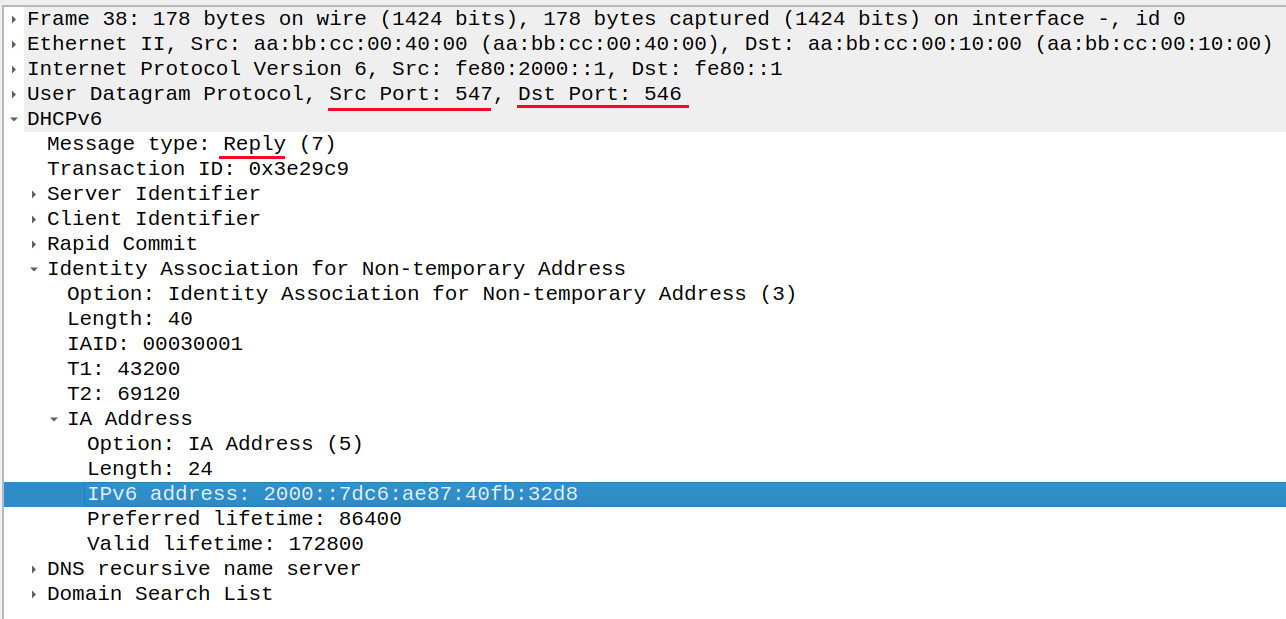 Frame 38: 178 bytes on wire (1424 bits), 178 bytes captured (1424 bits) on interface -, id 0
Ethernet II, Src: aa:bb:cc:00:40:00 (aa:bb:cc:00:40:00), Dst: aa:bb:cc:00:10:00 (aa:bb:cc:00:10:00)
Internet Protocol Version 6, Src: fe80:2000::1, Dst: fe80::1
User Datagram Protocol, Src Port: 547, Dst Port: 546
DHCPv6
Message type: Reply (7)
Transaction ID: 0x3e29c9
Server Identifier
Client Identifier
Rapid Commit
Identity Association for Non-temporary Address
Option: Identity Association for Non-temporary Address (3)
Length: 40
IAID: 00030001
T1: 43200
T2: 69120
IA Address
Option: IA Address (5)
Length: 24
IPv6 address: 2000::7dc6:ae87:40fb:32d8
Preferred lifetime: 86400
Valid lifetime: 172800
DNS recursive name server
Domain Search List